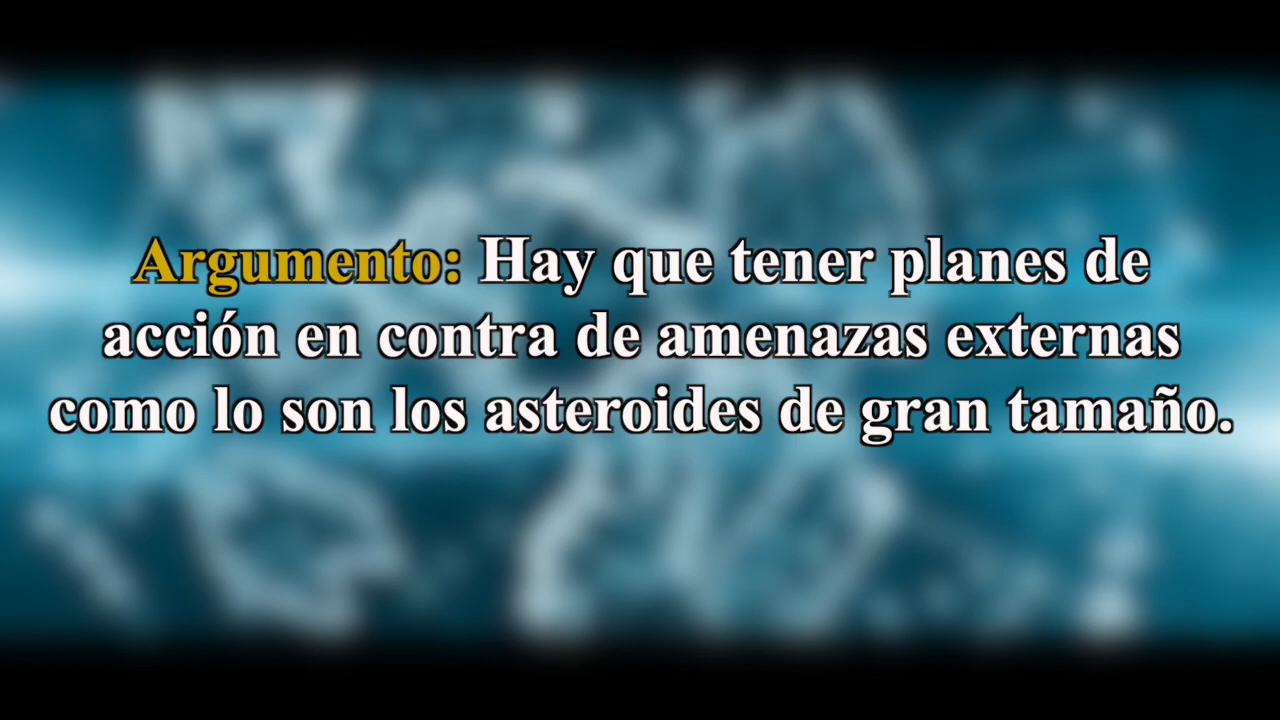 Argumento: Hay que tener planes de
acción en contra de amenazas externas
como lo son los asteroides de gran tamaño.